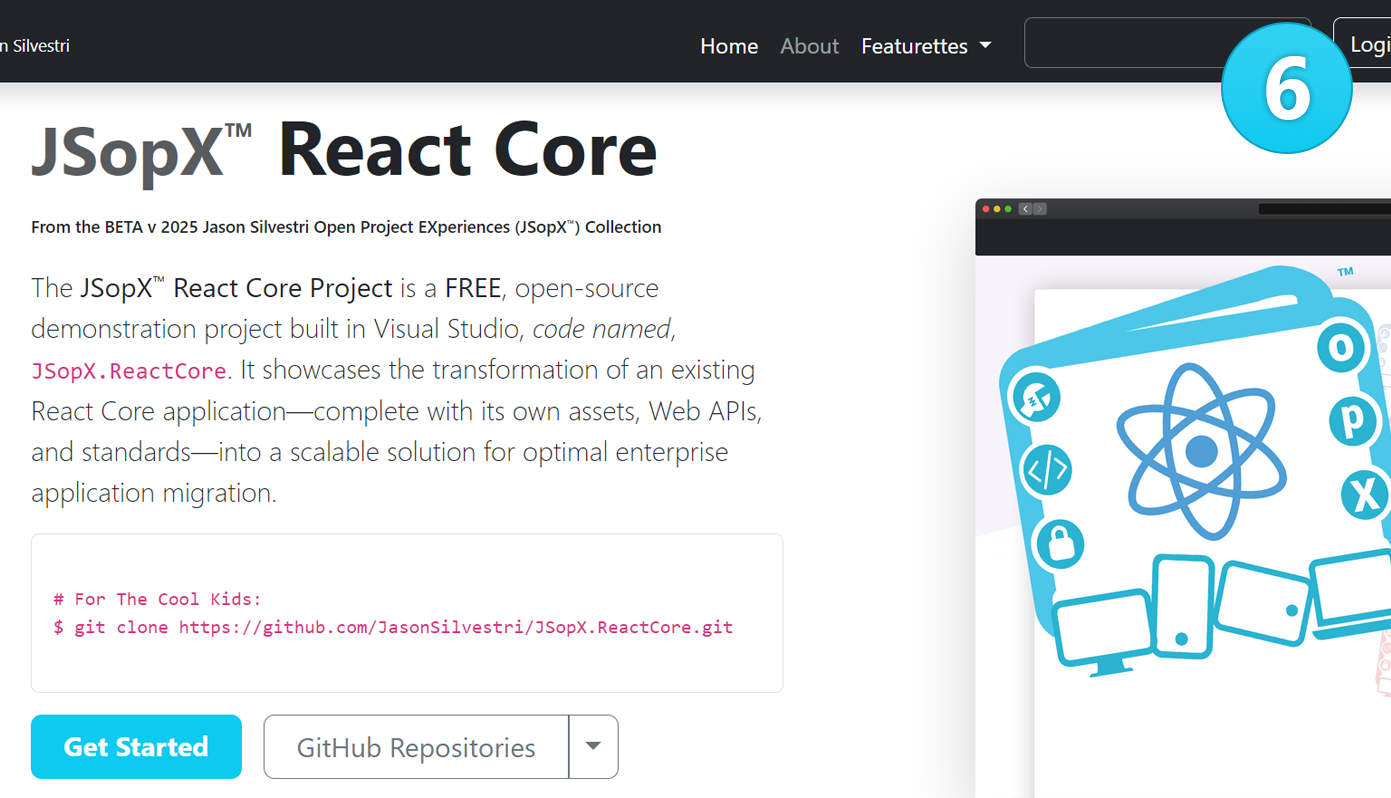 n Silvestri
Home About Featurettes
Logi
6
JSopX™ React Core
From the BETA v 2025 Jason Silvestri Open Project EXperiences (JSopX™) Collection
The JSopX™ React Core Project is a FREE, open-source
demonstration project built in Visual Studio, code named,
JSopX.ReactCore. It showcases the transformation of an existing
React Core application—complete with its own assets, Web APIs,
and standards—into a scalable solution for optimal enterprise
application migration.
# For The Cool Kids:
$ git clone https://github.com/JasonSilvestri/JSopX.ReactCore.git
Get Started
GitHub Repositories
TM
</>
o
p
X